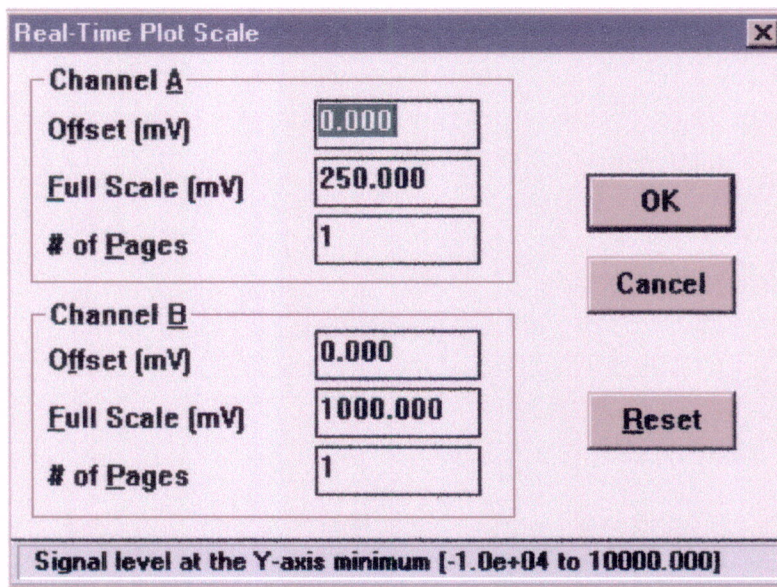 Real-Time Plot Scale
Channel A
Offset (mV) 0.000
Full Scale (mV) 250.000
# of Pages 1
OK
Cancel
Channel B
Offset (mV) 0.000
Full Scale (mV) 1000.000
# of Pages 1
Reset
Signal level at the Y-axis minimum [-1.0e+04 to 10000.000]